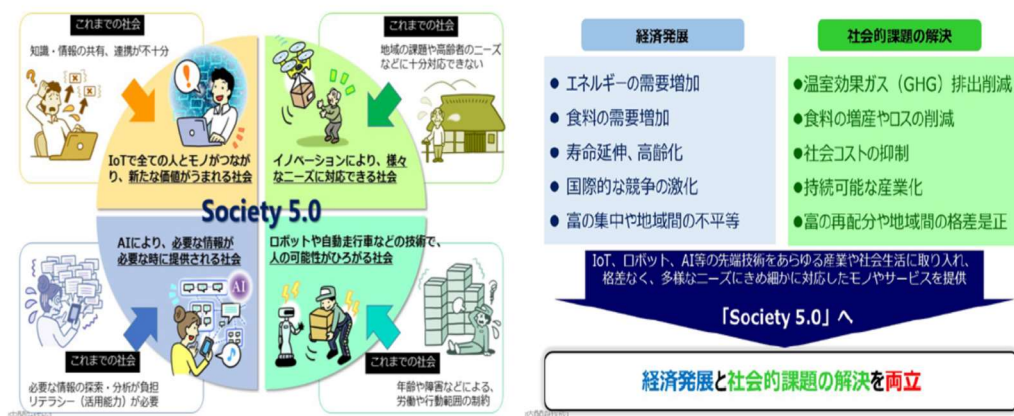 これまでの社会
知識・情報の共有、連携が不十分
IoTで全ての人とモノがつなが
り、新たな価値がうまれる社会
これまでの社会
地域の課題や高齢者のニーズ
などに十分対応できない
イノベーションにより、様々
なニーズに対応できる社会
Society 5.0
AIにより、必要な情報が
必要な時に提供される社会
AI
これまでの社会
必要な情報の探索・分析が負担
リテラシー（活用能力）が必要
ロボットや自動走行車などの技術で、
人の可能性がひろがる社会
これまでの社会
年齢や障害などによる、
労働や行動範囲の制約
経済発展
● エネルギーの需要増加
● 食料の需要増加
● 寿命延伸、高齢化
● 国際的な競争の激化
● 富の集中や地域間の不平等
社会的課題の解決
●温室効果ガス（GHG）排出削減
●食料の増産やロスの削減
●社会コストの抑制
●持続可能な産業化
●富の再配分や地域間の格差是正
IoT、ロボット、AI等の先端技術をあらゆる産業や社会生活に取り入れ、
格差なく、多様なニーズにきめ細かに対応したモノやサービスを提供
「Society 5.0」へ
経済発展と社会的課題の解決を両立